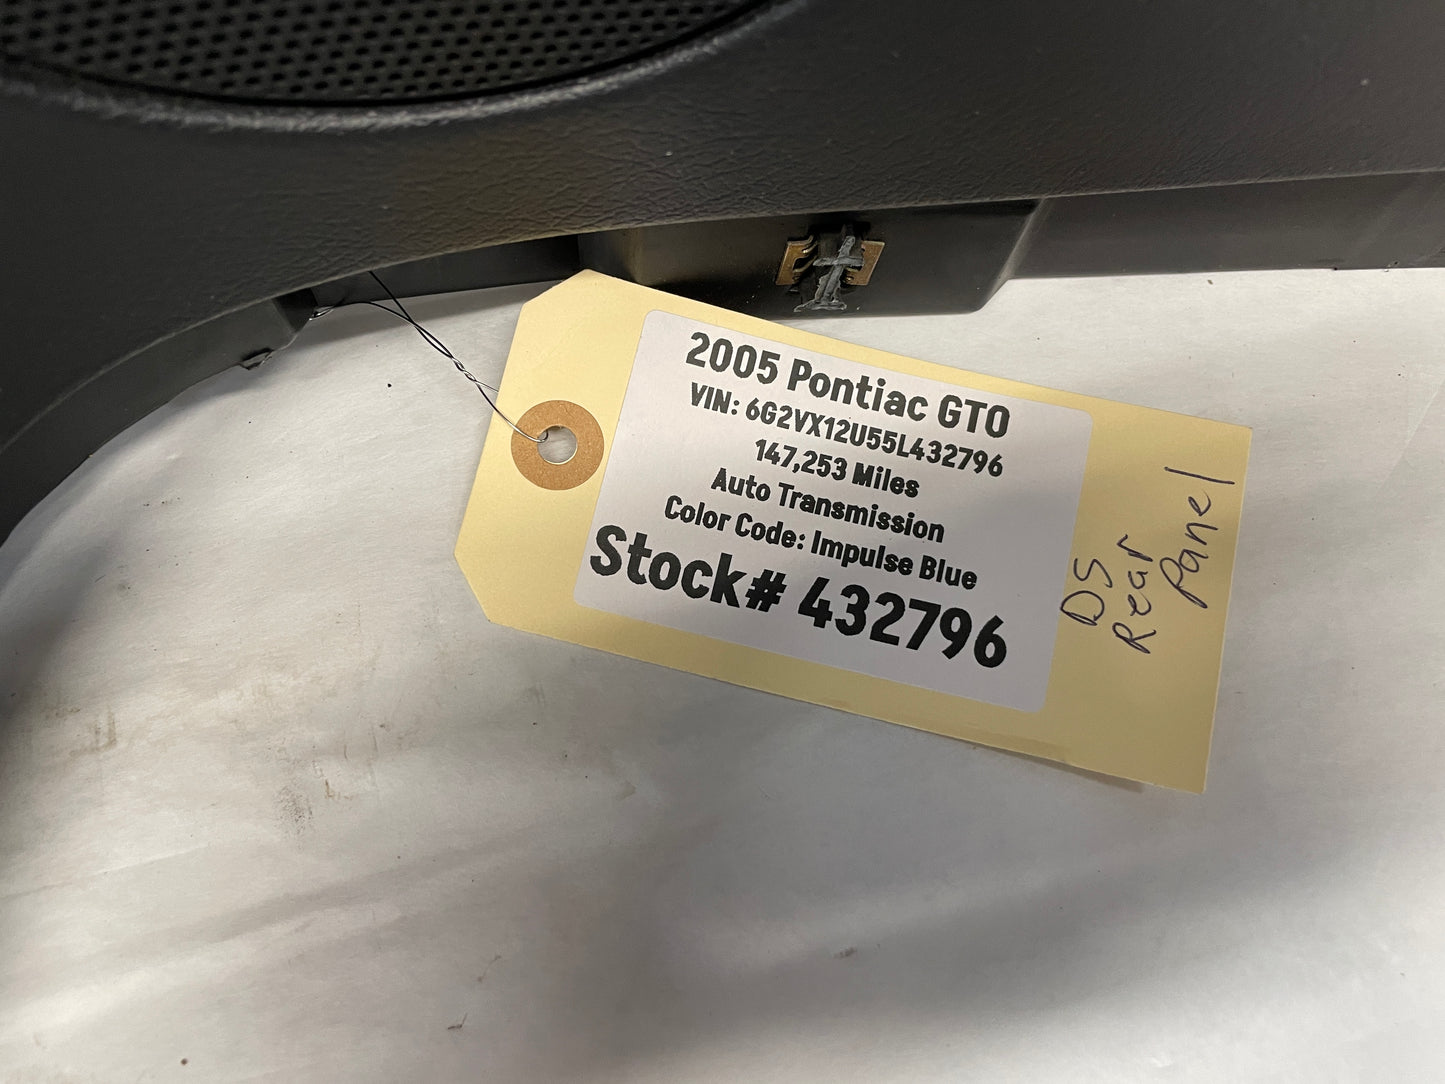 2005 Pontiac GTO
VIN: 6G2VX12U55L432796
147,253 Miles
Auto Transmission
Color Code: Impulse Blue
Stock# 432796
DS
Rear
Panel